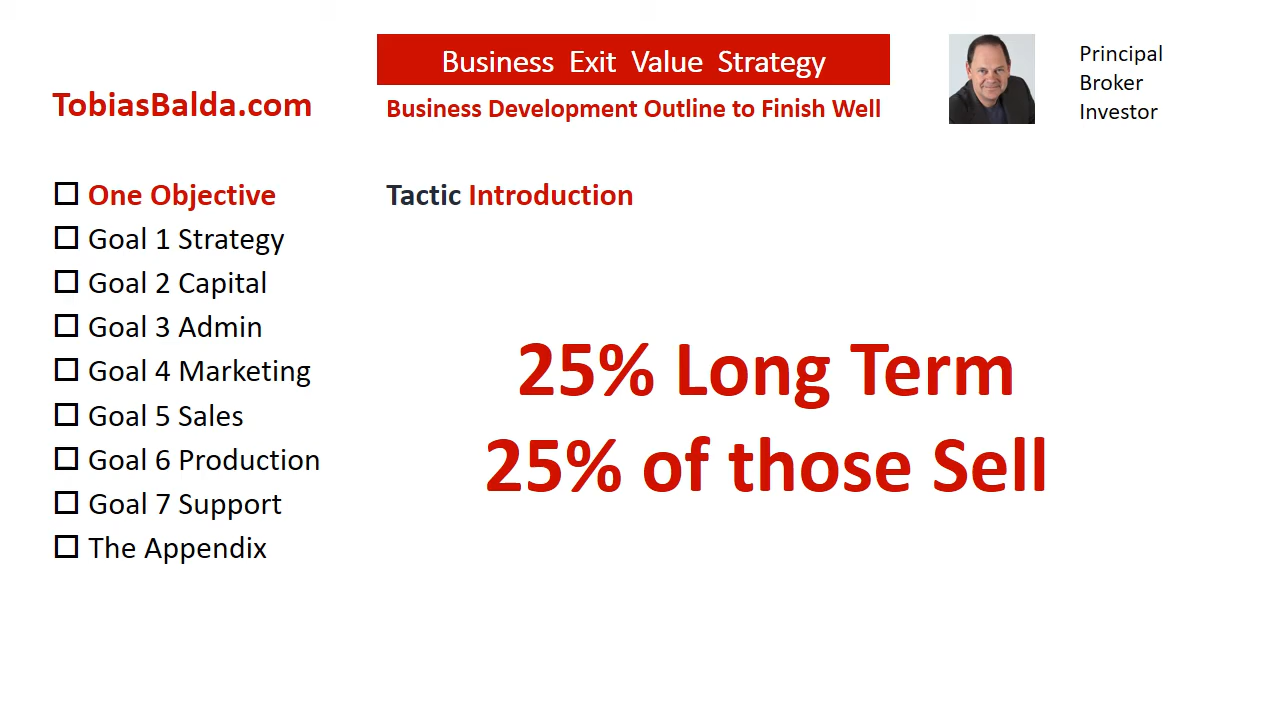 Business Exit Value Strategy
TobiasBalda.com
Business Development Outline to Finish Well
Principal
Broker
Investor
One Objective
Goal 1 Strategy
Goal 2 Capital
Goal 3 Admin
Goal 4 Marketing
Goal 5 Sales
Goal 6 Production
Goal 7 Support
The Appendix
Tactic Introduction
25% Long Term
25% of those Sell